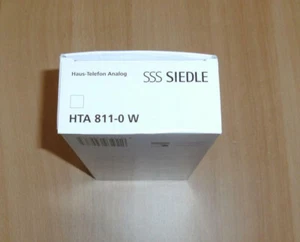 Haus-Telefon Analog SSS SIEDLE
HTA 811-0 W